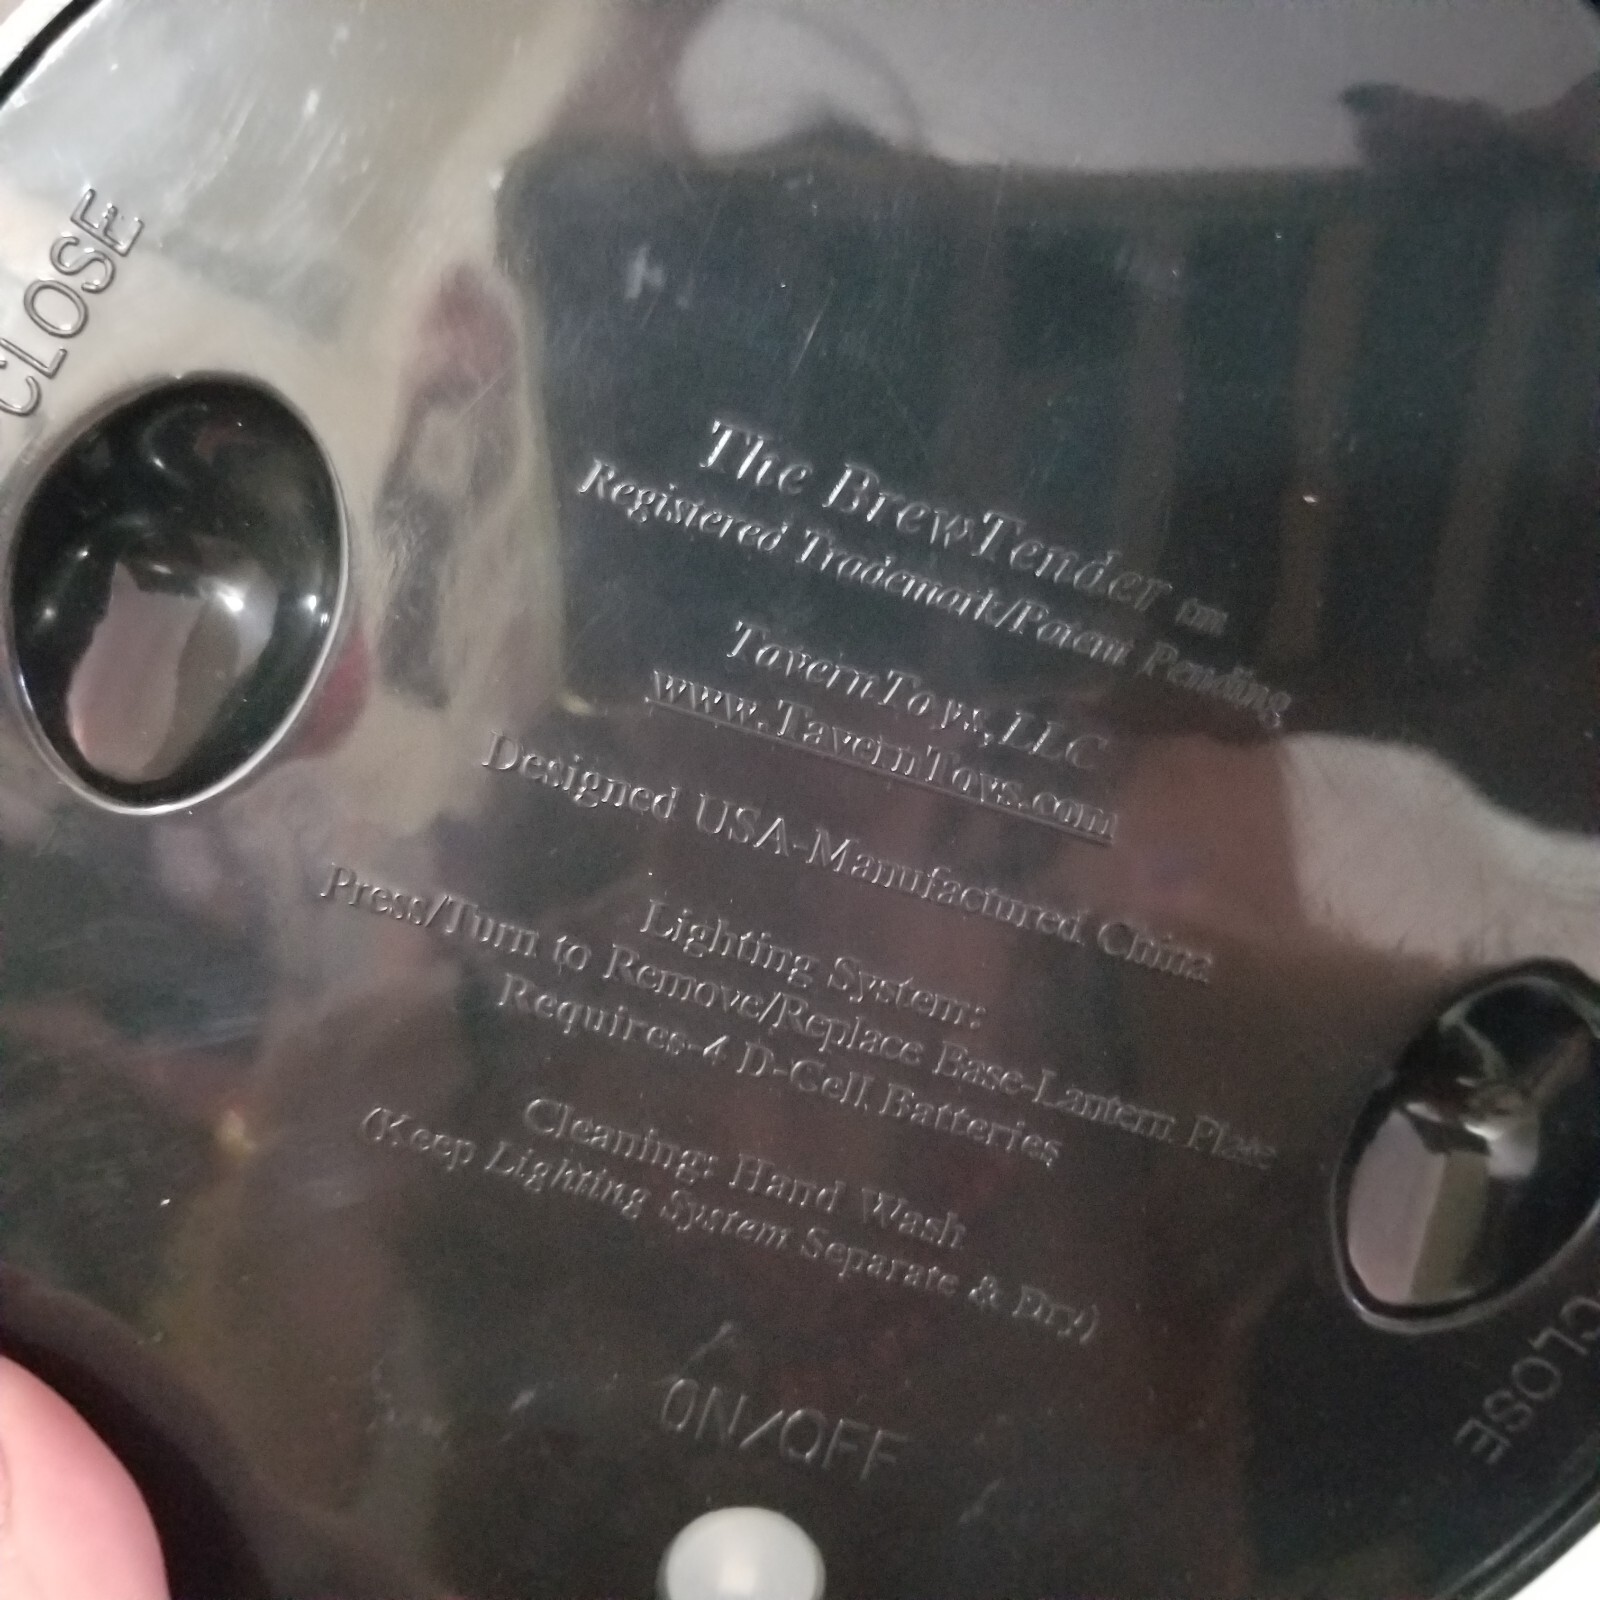 CLOSE
The BrewTender tm
Registered Trademark/Patent Pending
TavernToys,LLC
www.TavernToys.com
Designed USA-Manufactured China
Lighting System:
Press/Turn to Remove/Replace Base-Lantern Plate
Requires-4 D-Cell Batteries
Cleaning: Hand Wash
(Keep Lighting System Separate & Dry)
ON/OFF
CLOSE